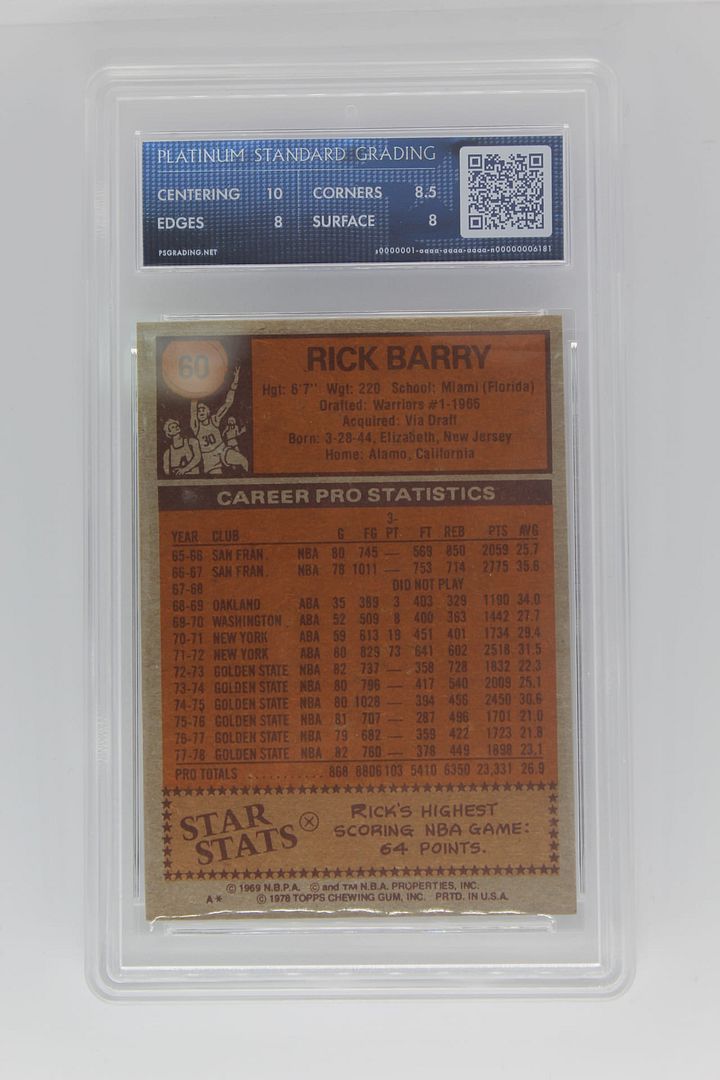 PLATINUM STANDARD GRADING
CENTERING 10 CORNERS 8.5
EDGES 8 SURFACE 8
PSGRADING.NET s0000001-aaaa-aaaa-aaaa-n00000006181
60
RICK BARRY
Hgt: 6'7" Wgt: 220 School: Miami (Florida)
Drafted: Warriors #1-1965
Acquired: Via Draft
Born: 3-28-44, Elizabeth, New Jersey
Home: Alamo, California
30
4
CAREER PRO STATISTICS
YEAR CLUB G FG 3-PT FT REB PTS AVG
65-66 SAN FRAN. NBA 80 745 — 569 850 2059 25.7
66-67 SAN FRAN. NBA 78 1011 — 753 714 2775 35.6
67-68 DID NOT PLAY
68-69 OAKLAND ABA 35 389 3 403 329 1190 34.0
69-70 WASHINGTON ABA 52 509 8 400 363 1442 27.7
70-71 NEW YORK ABA 59 613 19 451 401 1734 29.4
71-72 NEW YORK ABA 80 829 73 641 602 2518 31.5
72-73 GOLDEN STATE NBA 82 737 — 358 728 1832 22.3
73-74 GOLDEN STATE NBA 80 796 — 417 540 2009 25.1
74-75 GOLDEN STATE NBA 80 1028 — 394 456 2450 30.6
75-76 GOLDEN STATE NBA 81 707 — 287 496 1701 21.0
76-77 GOLDEN STATE NBA 79 682 — 359 422 1723 21.8
77-78 GOLDEN STATE NBA 82 760 — 378 449 1898 23.1
PRO TOTALS ........... 868 8806 103 5410 6350 23,331 26.9
STAR STATS
RICK'S HIGHEST
SCORING NBA GAME:
64 POINTS.
© 1969 N.B.P.A. © and TM N.B.A. PROPERTIES, INC.
A* © 1978 TOPPS CHEWING GUM, INC. PRTD. IN U.S.A.